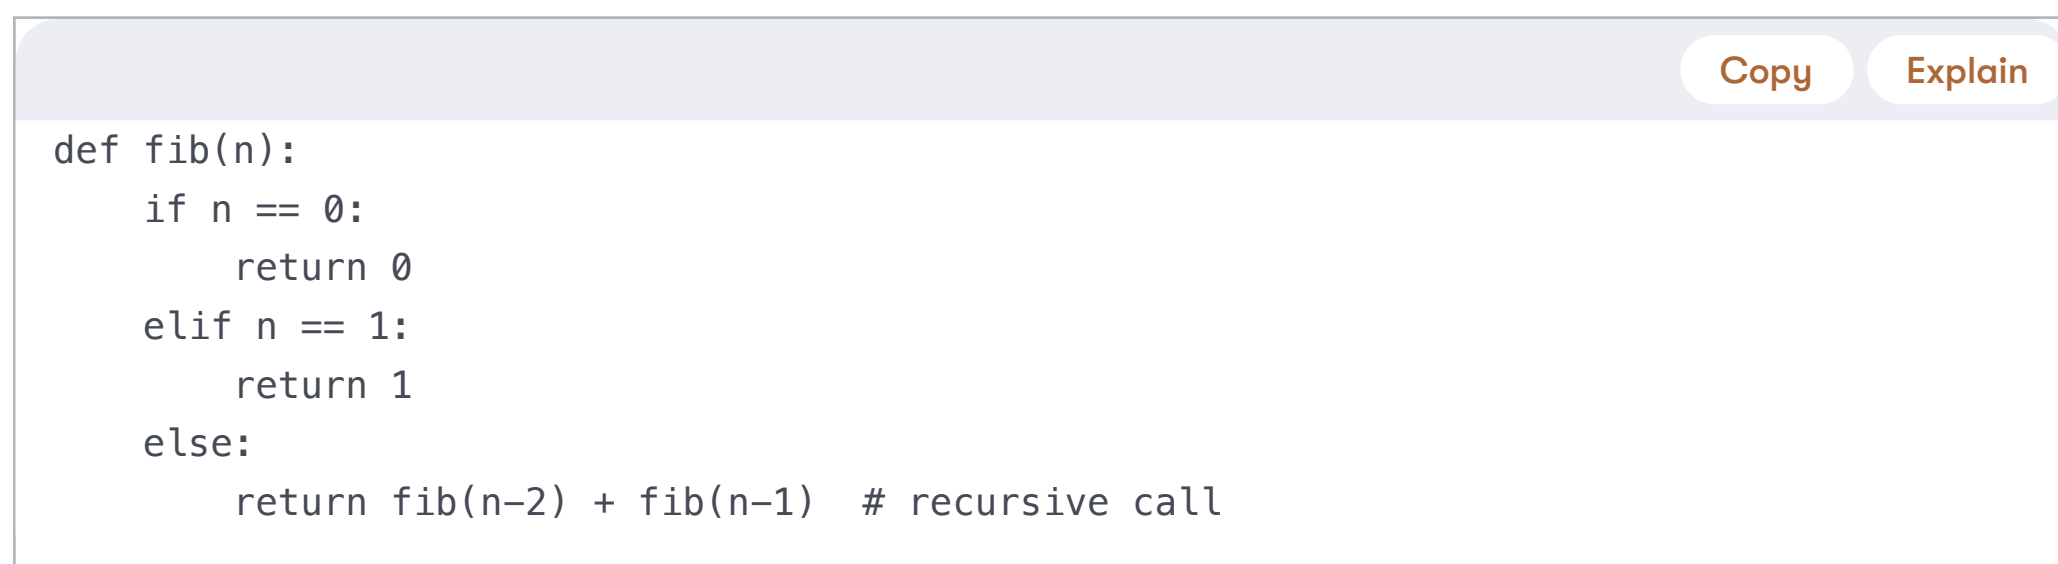 Copy Explain
def fib(n):
    if n == 0:
        return 0
    elif n == 1:
        return 1
    else:
        return fib(n-2) + fib(n-1)  # recursive call